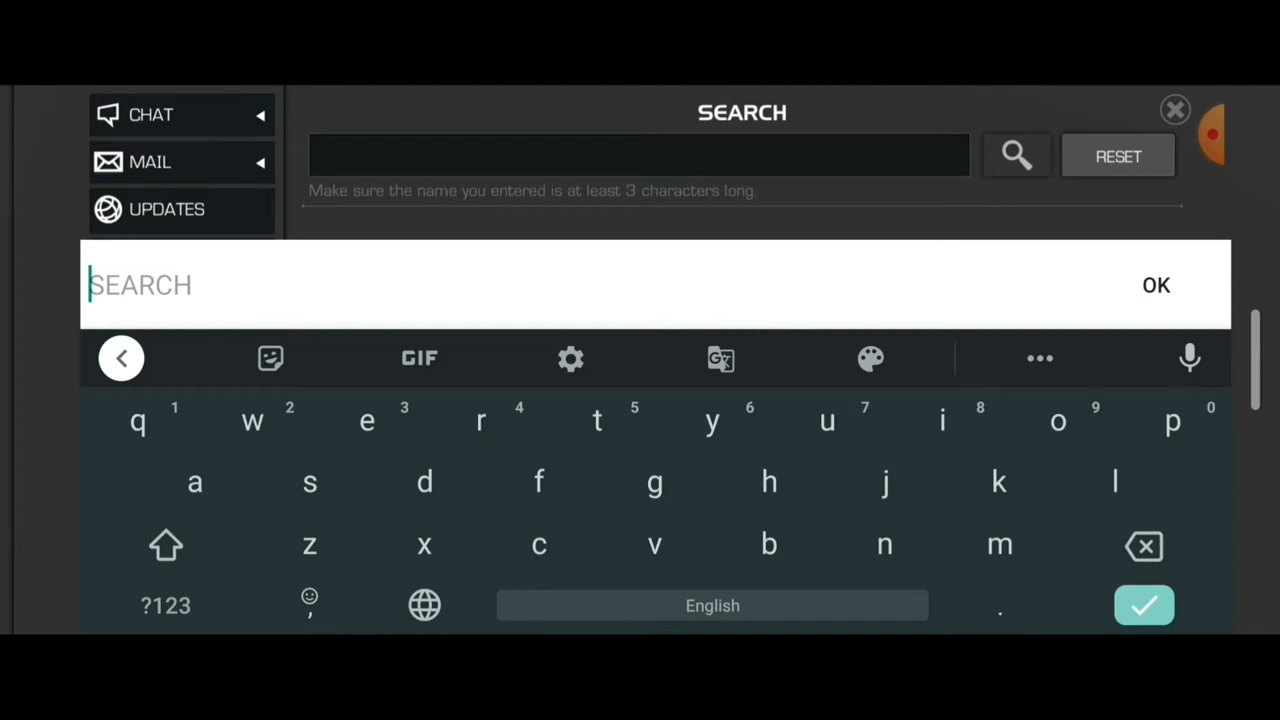 CHAT
MAIL
UPDATES
SEARCH
RESET
Make sure the name you entered is at least 3 characters long.
SEARCH
OK
GIF
q 1 w 2 e 3 r 4 t 5 y 6 u 7 i 8 o 9 p 0
a s d f g h j k l
z x c v b n m
?123 , English .